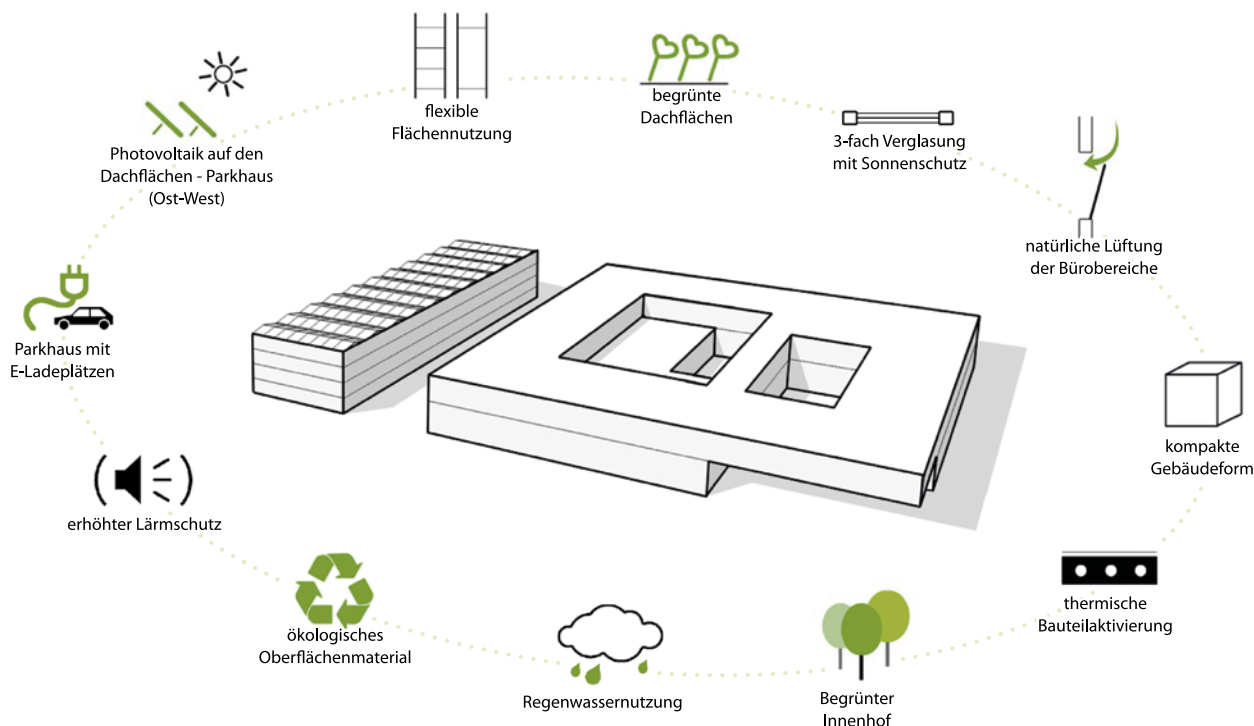 flexible
Flächennutzung
begrünte
Dachflächen
3-fach Verglasung
mit Sonnenschutz
Photovoltaik auf den
Dachflächen - Parkhaus
(Ost-West)
natürliche Lüftung
der Bürobereiche
Parkhaus mit
E-Ladeplätzen
kompakte
Gebäudeform
erhöhter Lärmschutz
thermische
Bauteilaktivierung
ökologisches
Oberflächenmaterial
Regenwassernutzung
Begrünter
Innenhof